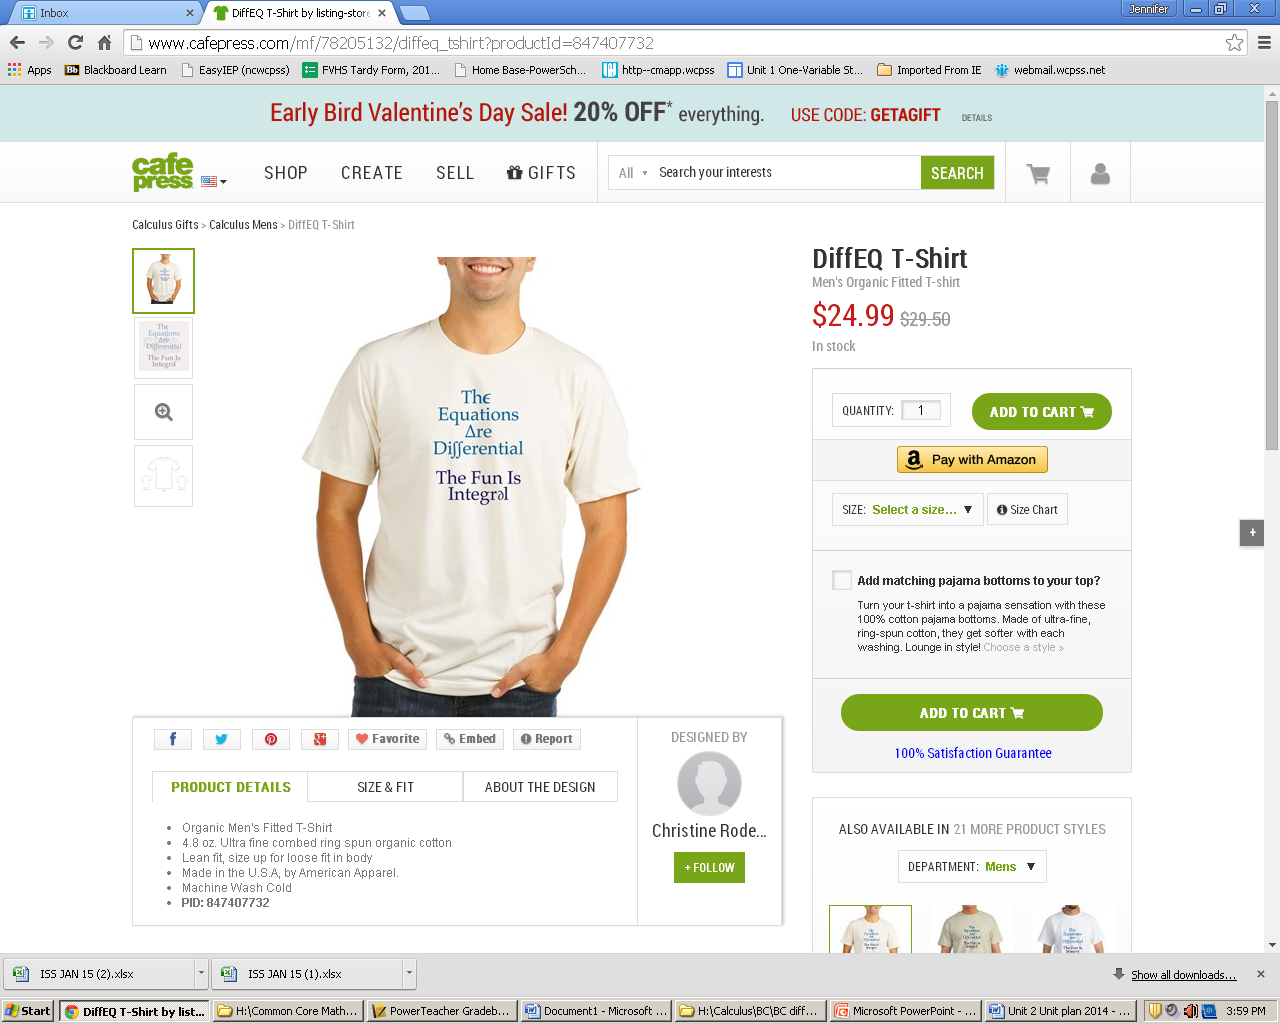 Inbox
DiffEQ T-Shirt by listing-store
Jennifer
www.cafepress.com/mf/78205132/diffeq_tshirt?productId=847407732
Apps
Bb Blackboard Learn
EasyIEP (ncwcpss)
FVHS Tardy Form, 201...
Home Base-PowerSch...
http--cmapp.wcpss
Unit 1 One-Variable St...
Imported From IE
webmail.wcpss.net
Early Bird Valentine's Day Sale! 20% OFF* everything. USE CODE: GETAGIFT DETAILS
cafe
press
SHOP
CREATE
SELL
GIFTS
All
Search your interests
SEARCH
Calculus Gifts > Calculus Mens > DiffEQ T-Shirt
The
Equations
Δre
Differential
The Fun Is
Integr∂l
Thϵ
Equations
Δre
Di∫∫erential
The Fun Is
Integr∂l
DiffEQ T-Shirt
Men's Organic Fitted T-shirt
$24.99 $29.50
In stock
QUANTITY: 1
ADD TO CART
a Pay with Amazon
SIZE: Select a size...
Size Chart
Add matching pajama bottoms to your top?
Turn your t-shirt into a pajama sensation with these
100% cotton pajama bottoms. Made of ultra-fine,
ring-spun cotton, they get softer with each
washing. Lounge in style! Choose a style »
ADD TO CART
100% Satisfaction Guarantee
Favorite
Embed
Report
PRODUCT DETAILS
SIZE & FIT
ABOUT THE DESIGN
Organic Men's Fitted T-Shirt
4.8 oz. Ultra fine combed ring spun organic cotton
Lean fit, size up for loose fit in body
Made in the U.S.A, by American Apparel.
Machine Wash Cold
PID: 847407732
DESIGNED BY
Christine Rode...
+ FOLLOW
ALSO AVAILABLE IN 21 MORE PRODUCT STYLES
DEPARTMENT: Mens
ISS JAN 15 (2).xlsx
ISS JAN 15 (1).xlsx
Show all downloads...
Start
DiffEQ T-Shirt by list...
H:\Common Core Math...
PowerTeacher Gradeb...
Document1 - Microsoft ...
H:\Calculus\BC\BC diff...
Microsoft PowerPoint - ...
Unit 2 Unit plan 2014 - ...
3:59 PM